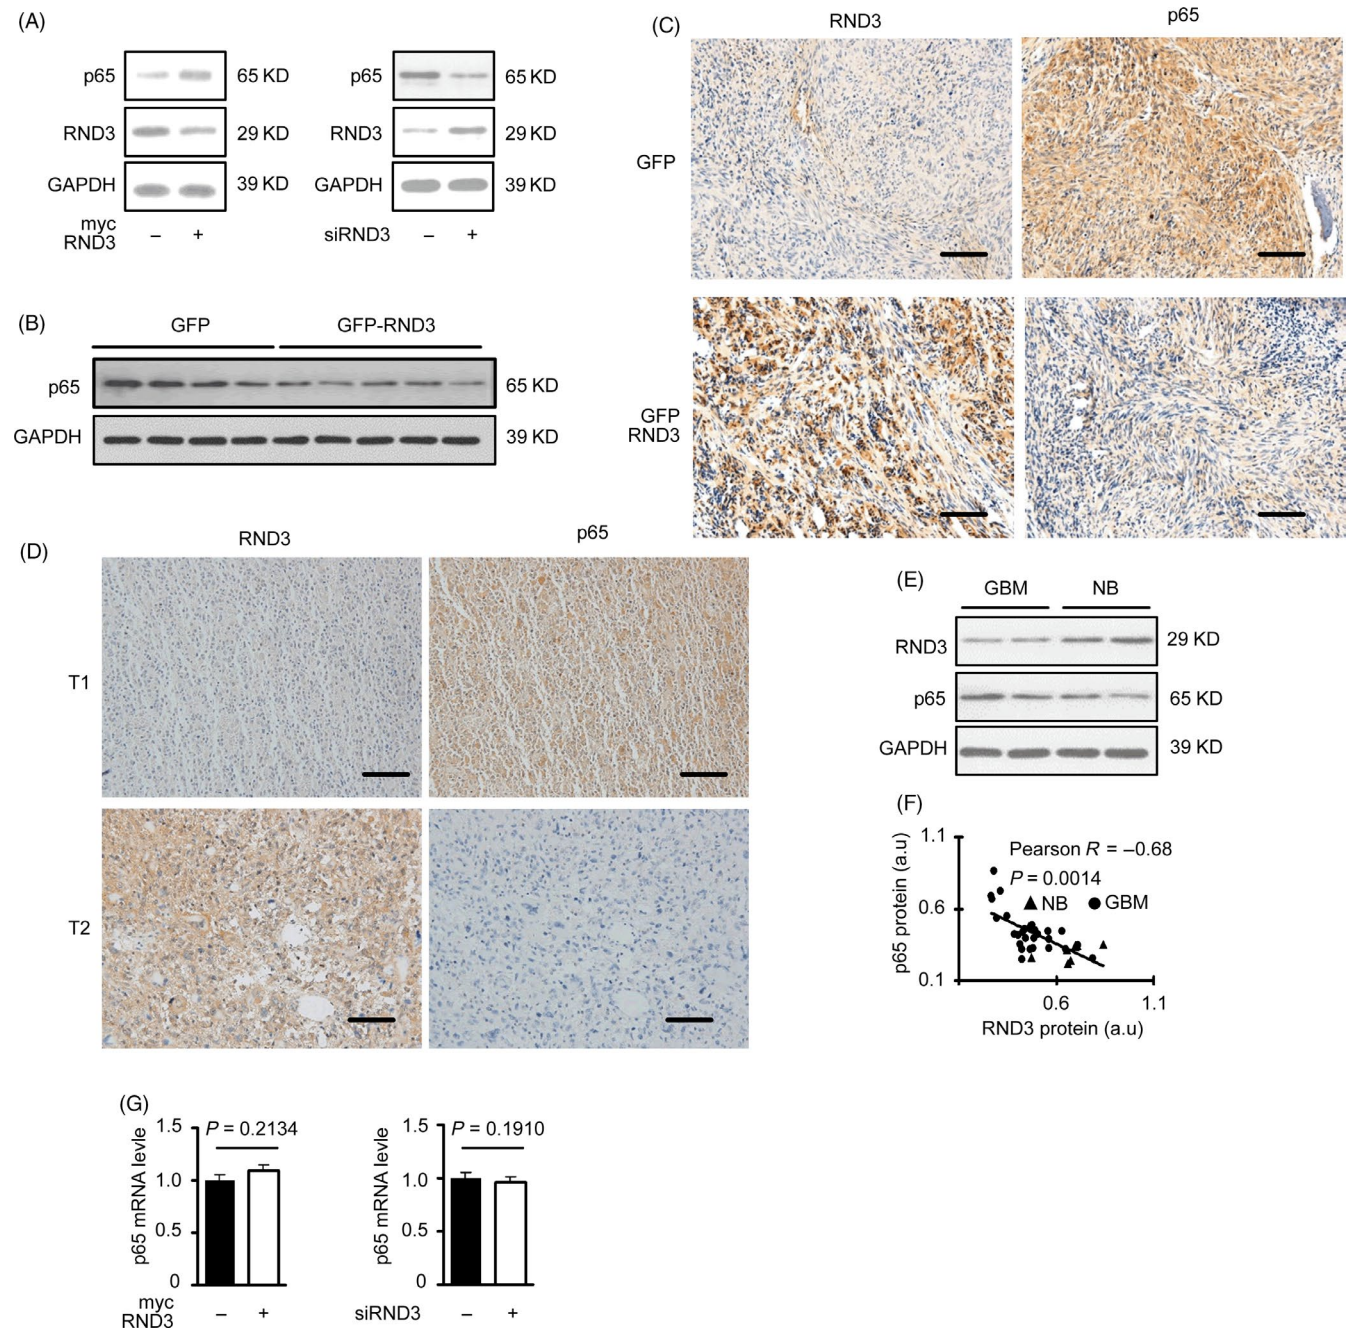 (A)
p65
65 KD
RND3
29 KD
GAPDH
39 KD
myc
RND3
– +
p65
65 KD
RND3
29 KD
GAPDH
39 KD
siRND3 – +
(B)
GFP GFP-RND3
p65
65 KD
GAPDH
39 KD
(C)
RND3 p65
GFP
GFP
RND3
(D)
RND3 p65
T1
T2
(E)
GBM NB
RND3
29 KD
p65
65 KD
GAPDH
39 KD
(F)
p65 protein (a.u)
1.1
0.6
0.1
Pearson R = –0.68
P = 0.0014
▲ NB ● GBM
0.6 1.1
RND3 protein (a.u)
(G)
p65 mRNA levle
1.5
1.0
0.5
0
P = 0.2134
myc
RND3
– +
p65 mRNA levle
1.5
1.0
0.5
0
P = 0.1910
siRND3 – +